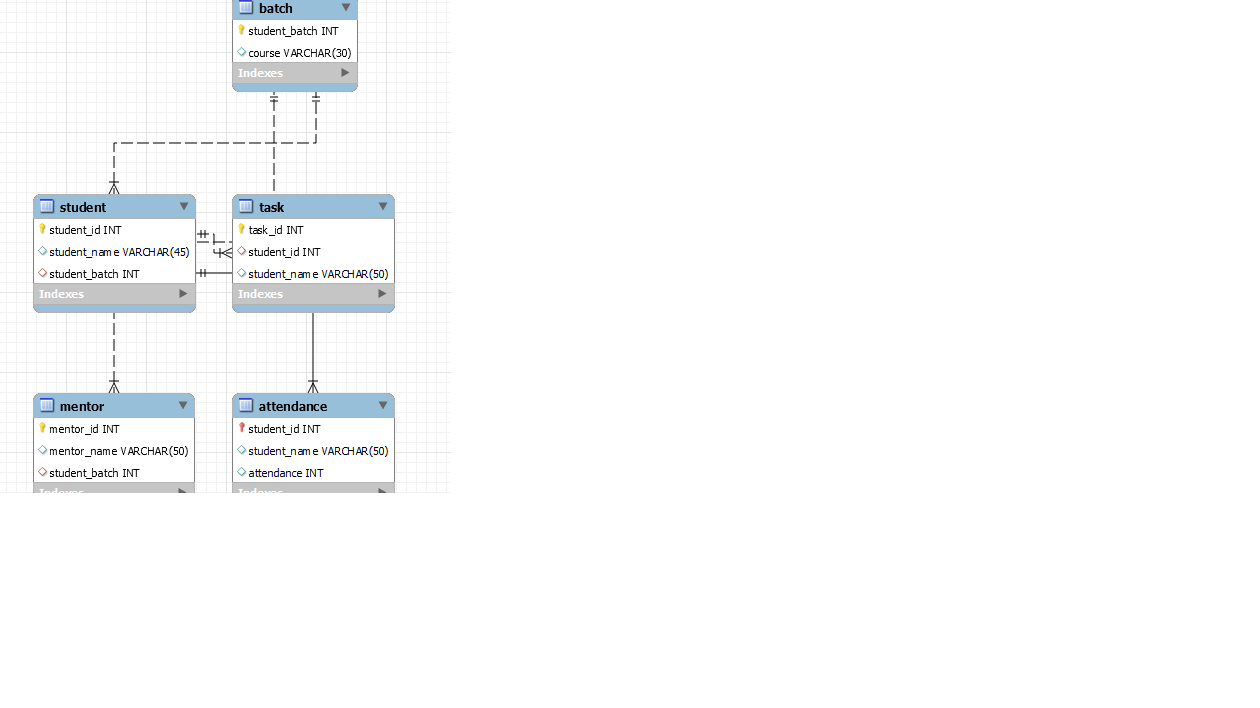 batch
student_batch INT
course VARCHAR(30)
Indexes
student
student_id INT
student_name VARCHAR(45)
student_batch INT
Indexes
task
task_id INT
student_id INT
student_name VARCHAR(50)
Indexes
mentor
mentor_id INT
mentor_name VARCHAR(50)
student_batch INT
Indexes
attendance
student_id INT
student_name VARCHAR(50)
attendance INT
Indexes